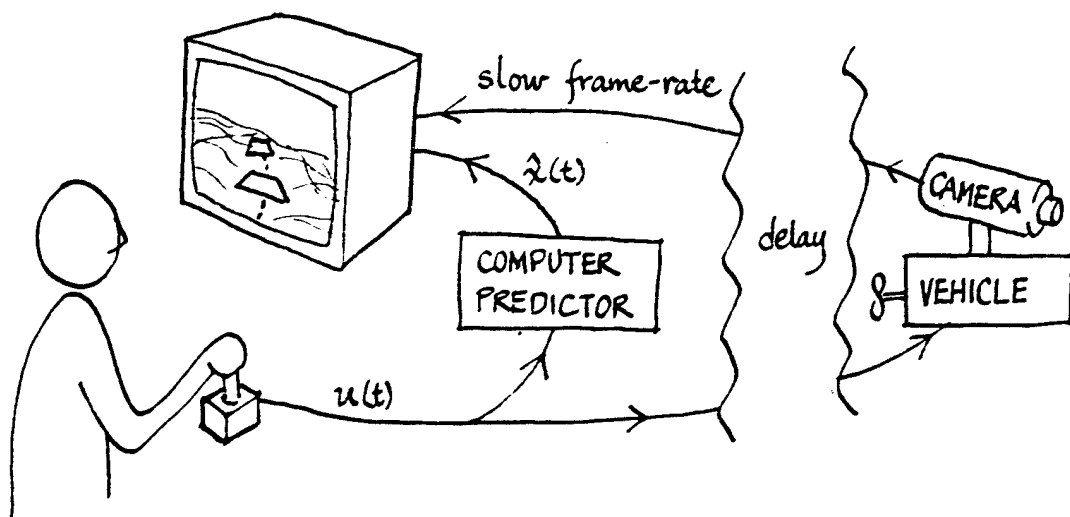 slow frame-rate
x̂(t)
CAMERA
delay
COMPUTER
PREDICTOR
VEHICLE
u(t)